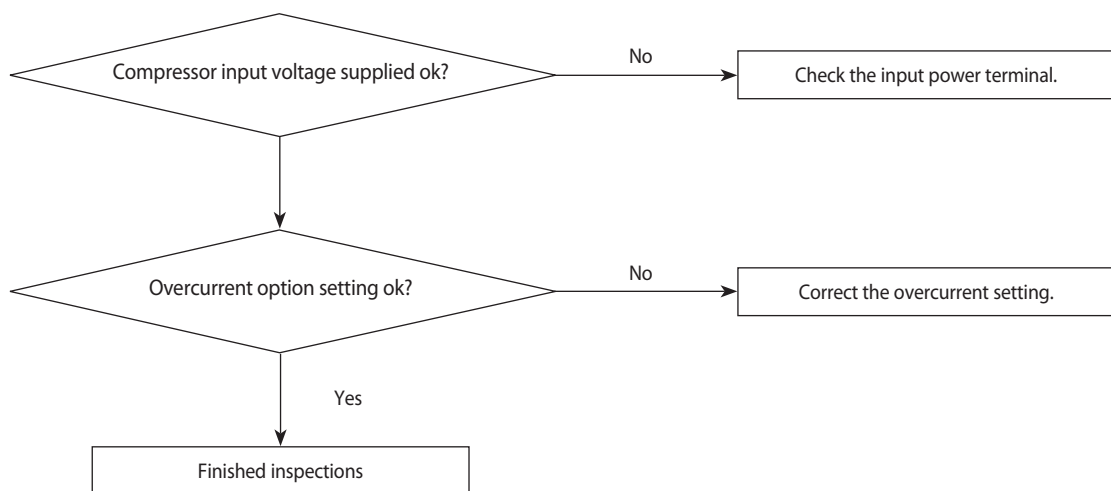 Compressor input voltage supplied ok?
No
Check the input power terminal.
Overcurrent option setting ok?
No
Correct the overcurrent setting.
Yes
Finished inspections